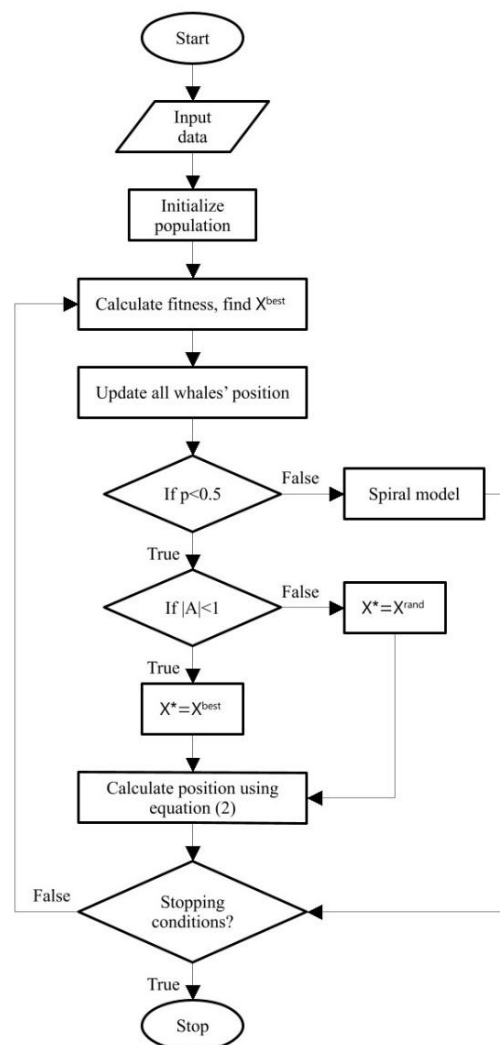 Start
Input
data
Initialize
population
Calculate fitness, find X^best
Update all whales’ position
If p<0.5
False
Spiral model
True
If |A|<1
False
X*=X^rand
True
X*=X^best
Calculate position using
equation (2)
False
Stopping
conditions?
True
Stop